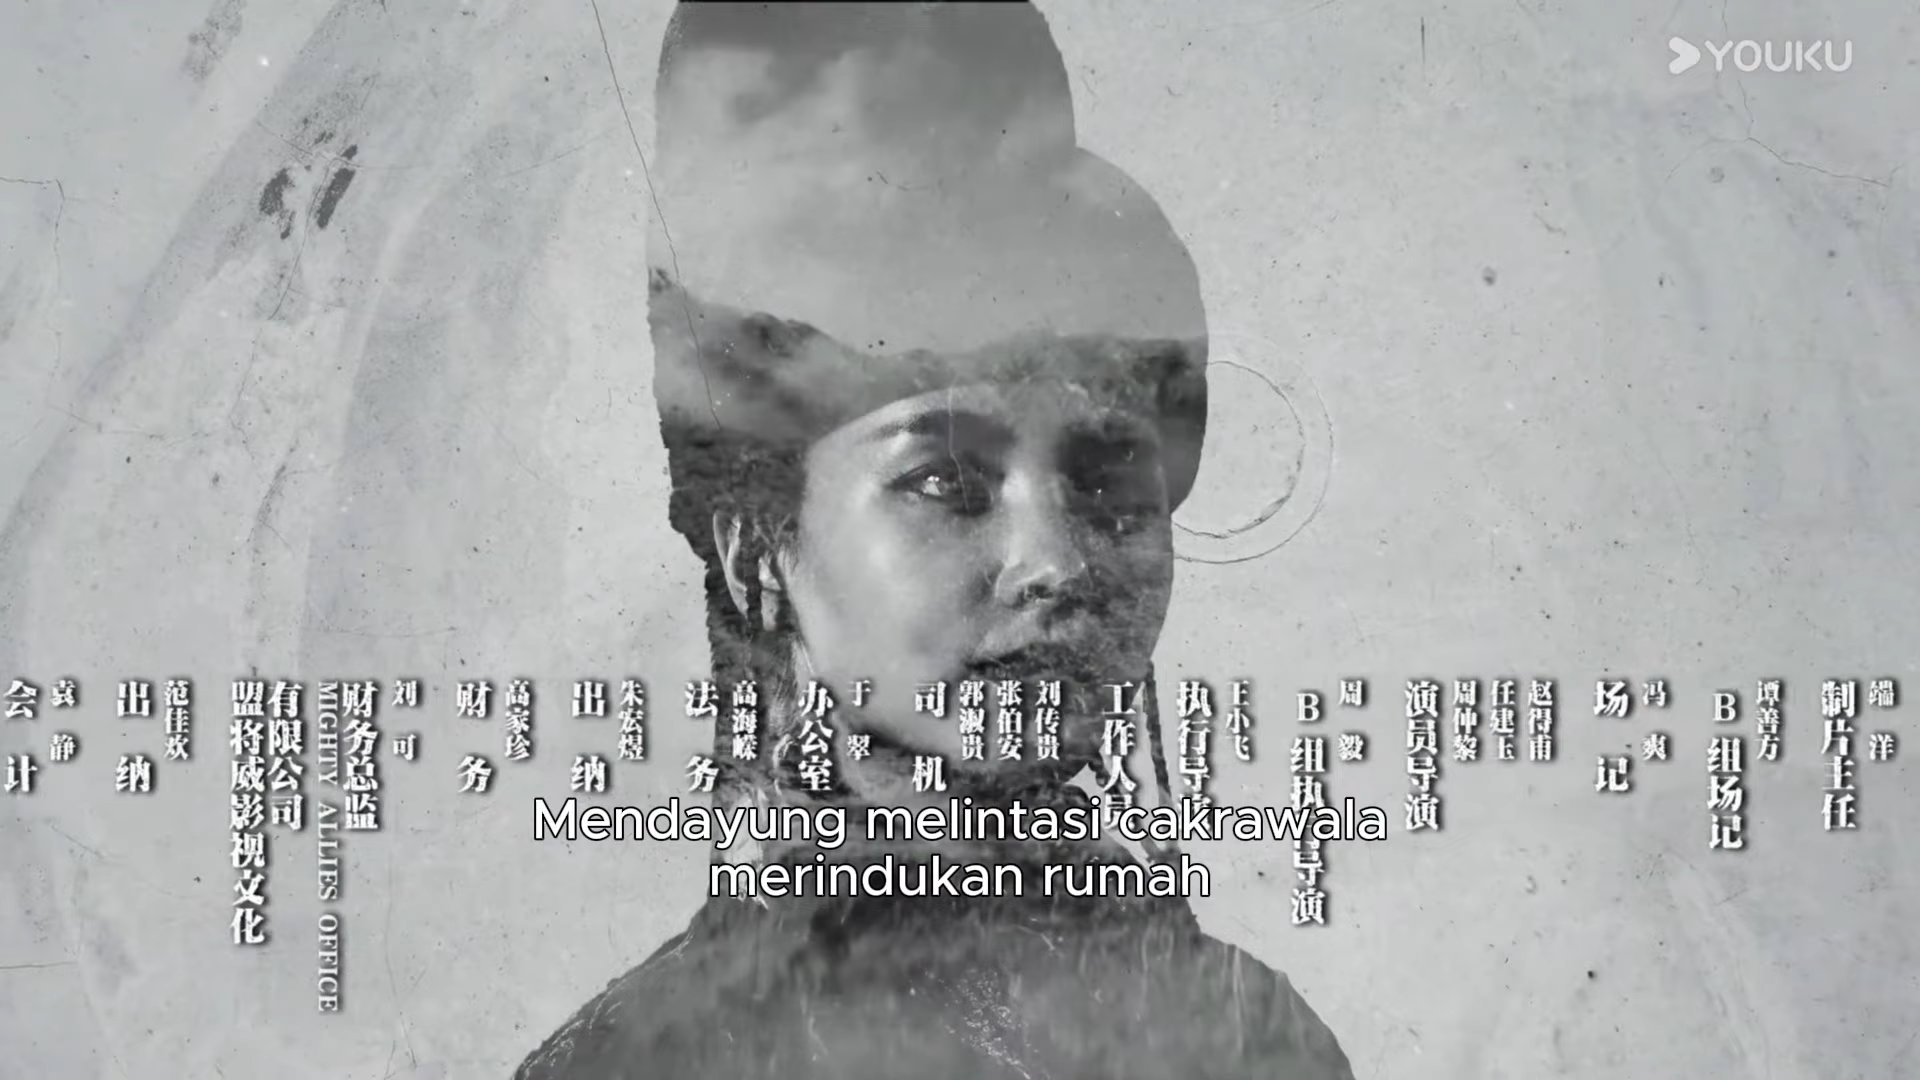 YOUKU
端洋
制片主任
谭善方
B组场记
冯爽
场记
赵得甫
任建玉
周仲黎
演员导演
周毅
B组执行导演
王小飞
执行导演
工作人员
刘传贵
张伯安
郭淑贵
司机
于翠
办公室
高海嵘
法务
朱宏煜
出纳
高家珍
财务
刘可
财务总监
MIGHTY ALLIES OFFICE
有限公司
盟将威影视文化
范佳欢
出纳
袁静
会计
Mendayung melintasi cakrawala
merindukan rumah